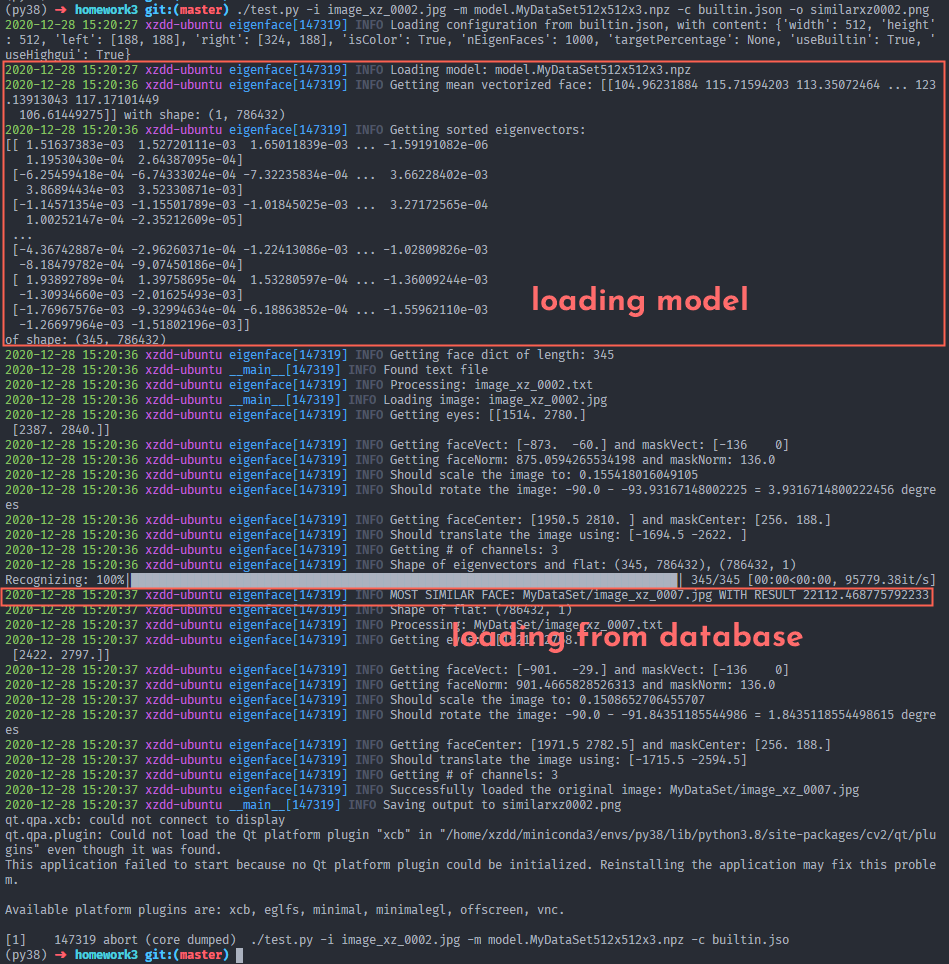 (py38) ➜ homework3 git:(master) ./test.py -i image_xz_0002.jpg -m model.MyDataSet512x512x3.npz -c builtin.json -o similarxz0002.png
2020-12-28 15:20:27 xzdd-ubuntu eigenface[147319] INFO Loading configuration from builtin.json, with content: {'width': 512, 'height'
: 512, 'left': [188, 188], 'right': [324, 188], 'isColor': True, 'nEigenFaces': 1000, 'targetPercentage': None, 'useBuiltin': True, '
useHighgui': True}
2020-12-28 15:20:27 xzdd-ubuntu eigenface[147319] INFO Loading model: model.MyDataSet512x512x3.npz
2020-12-28 15:20:36 xzdd-ubuntu eigenface[147319] INFO Getting mean vectorized face: [[104.96231884 115.71594203 113.35072464 ... 123
.13913043 117.17101449
106.61449275]] with shape: (1, 786432)
2020-12-28 15:20:36 xzdd-ubuntu eigenface[147319] INFO Getting sorted eigenvectors:
[[ 1.51637383e-03 1.52720111e-03 1.65011839e-03 ... -1.59191082e-06
1.19530430e-04 2.64387095e-04]
[-6.25459418e-04 -6.74333024e-04 -7.32235834e-04 ... 3.66228402e-03
3.86894434e-03 3.52330871e-03]
[-1.14571354e-03 -1.15501789e-03 -1.01845025e-03 ... 3.27172565e-04
1.00252147e-04 -2.35212609e-05]
...
[-4.36742887e-04 -2.96260371e-04 -1.22413086e-03 ... -1.02809826e-03
-8.18479782e-04 -9.07450186e-04]
[ 1.93892789e-03 1.39758695e-03 1.53280597e-04 ... -1.36009244e-03
-1.30934660e-03 -2.01625493e-03]
[-1.76967576e-03 -9.32994634e-04 -6.18863852e-04 ... -1.55962110e-03
-1.26697964e-03 -1.51802196e-03]]
of shape: (345, 786432)
loading model
2020-12-28 15:20:36 xzdd-ubuntu eigenface[147319] INFO Getting face dict of length: 345
2020-12-28 15:20:36 xzdd-ubuntu __main__[147319] INFO Found text file
2020-12-28 15:20:36 xzdd-ubuntu eigenface[147319] INFO Processing: image_xz_0002.txt
2020-12-28 15:20:36 xzdd-ubuntu __main__[147319] INFO Loading image: image_xz_0002.jpg
2020-12-28 15:20:36 xzdd-ubuntu eigenface[147319] INFO Getting eyes: [[1514. 2780.]
[2387. 2840.]]
2020-12-28 15:20:36 xzdd-ubuntu eigenface[147319] INFO Getting faceVect: [-873. -60.] and maskVect: [-136 0]
2020-12-28 15:20:36 xzdd-ubuntu eigenface[147319] INFO Getting faceNorm: 875.0594265534198 and maskNorm: 136.0
2020-12-28 15:20:36 xzdd-ubuntu eigenface[147319] INFO Should scale the image to: 0.155418016049105
2020-12-28 15:20:36 xzdd-ubuntu eigenface[147319] INFO Should rotate the image: -90.0 - -93.93167148002225 = 3.9316714800222456 degre
es
2020-12-28 15:20:36 xzdd-ubuntu eigenface[147319] INFO Getting faceCenter: [1950.5 2810. ] and maskCenter: [256. 188.]
2020-12-28 15:20:36 xzdd-ubuntu eigenface[147319] INFO Should translate the image using: [-1694.5 -2622. ]
2020-12-28 15:20:36 xzdd-ubuntu eigenface[147319] INFO Getting # of channels: 3
2020-12-28 15:20:36 xzdd-ubuntu eigenface[147319] INFO Shape of eigenvectors and flat: (345, 786432), (786432, 1)
Recognizing: 100%| | 345/345 [00:00<00:00, 95779.38it/s]
2020-12-28 15:20:37 xzdd-ubuntu eigenface[147319] INFO MOST SIMILAR FACE: MyDataSet/image_xz_0007.jpg WITH RESULT 22112.468775792233
2020-12-28 15:20:37 xzdd-ubuntu eigenface[147319] INFO Shape of flat: (786432, 1)
2020-12-28 15:20:37 xzdd-ubuntu eigenface[147319] INFO Processing: MyDataSet/image_xz_0007.txt
loading from database
2020-12-28 15:20:37 xzdd-ubuntu eigenface[147319] INFO Getting
[2422. 2797.]]
2020-12-28 15:20:37 xzdd-ubuntu eigenface[147319] INFO Getting faceVect: [-901. -29.] and maskVect: [-136 0]
2020-12-28 15:20:37 xzdd-ubuntu eigenface[147319] INFO Getting faceNorm: 901.4665828526313 and maskNorm: 136.0
2020-12-28 15:20:37 xzdd-ubuntu eigenface[147319] INFO Should scale the image to: 0.1508652706455707
2020-12-28 15:20:37 xzdd-ubuntu eigenface[147319] INFO Should rotate the image: -90.0 - -91.84351185544986 = 1.8435118554498615 degre
es
2020-12-28 15:20:37 xzdd-ubuntu eigenface[147319] INFO Getting faceCenter: [1971.5 2782.5] and maskCenter: [256. 188.]
2020-12-28 15:20:37 xzdd-ubuntu eigenface[147319] INFO Should translate the image using: [-1715.5 -2594.5]
2020-12-28 15:20:37 xzdd-ubuntu eigenface[147319] INFO Getting # of channels: 3
2020-12-28 15:20:37 xzdd-ubuntu eigenface[147319] INFO Successfully loaded the original image: MyDataSet/image_xz_0007.jpg
2020-12-28 15:20:37 xzdd-ubuntu __main__[147319] INFO Saving output to similarxz0002.png
qt.qpa.xcb: could not connect to display
qt.qpa.plugin: Could not load the Qt platform plugin "xcb" in "/home/xzdd/miniconda3/envs/py38/lib/python3.8/site-packages/cv2/qt/plu
gins" even though it was found.
This application failed to start because no Qt platform plugin could be initialized. Reinstalling the application may fix this proble
m.
Available platform plugins are: xcb, eglfs, minimal, minimalegl, offscreen, vnc.
[1] 147319 abort (core dumped) ./test.py -i image_xz_0002.jpg -m model.MyDataSet512x512x3.npz -c builtin.jso
(py38) ➜ homework3 git:(master)